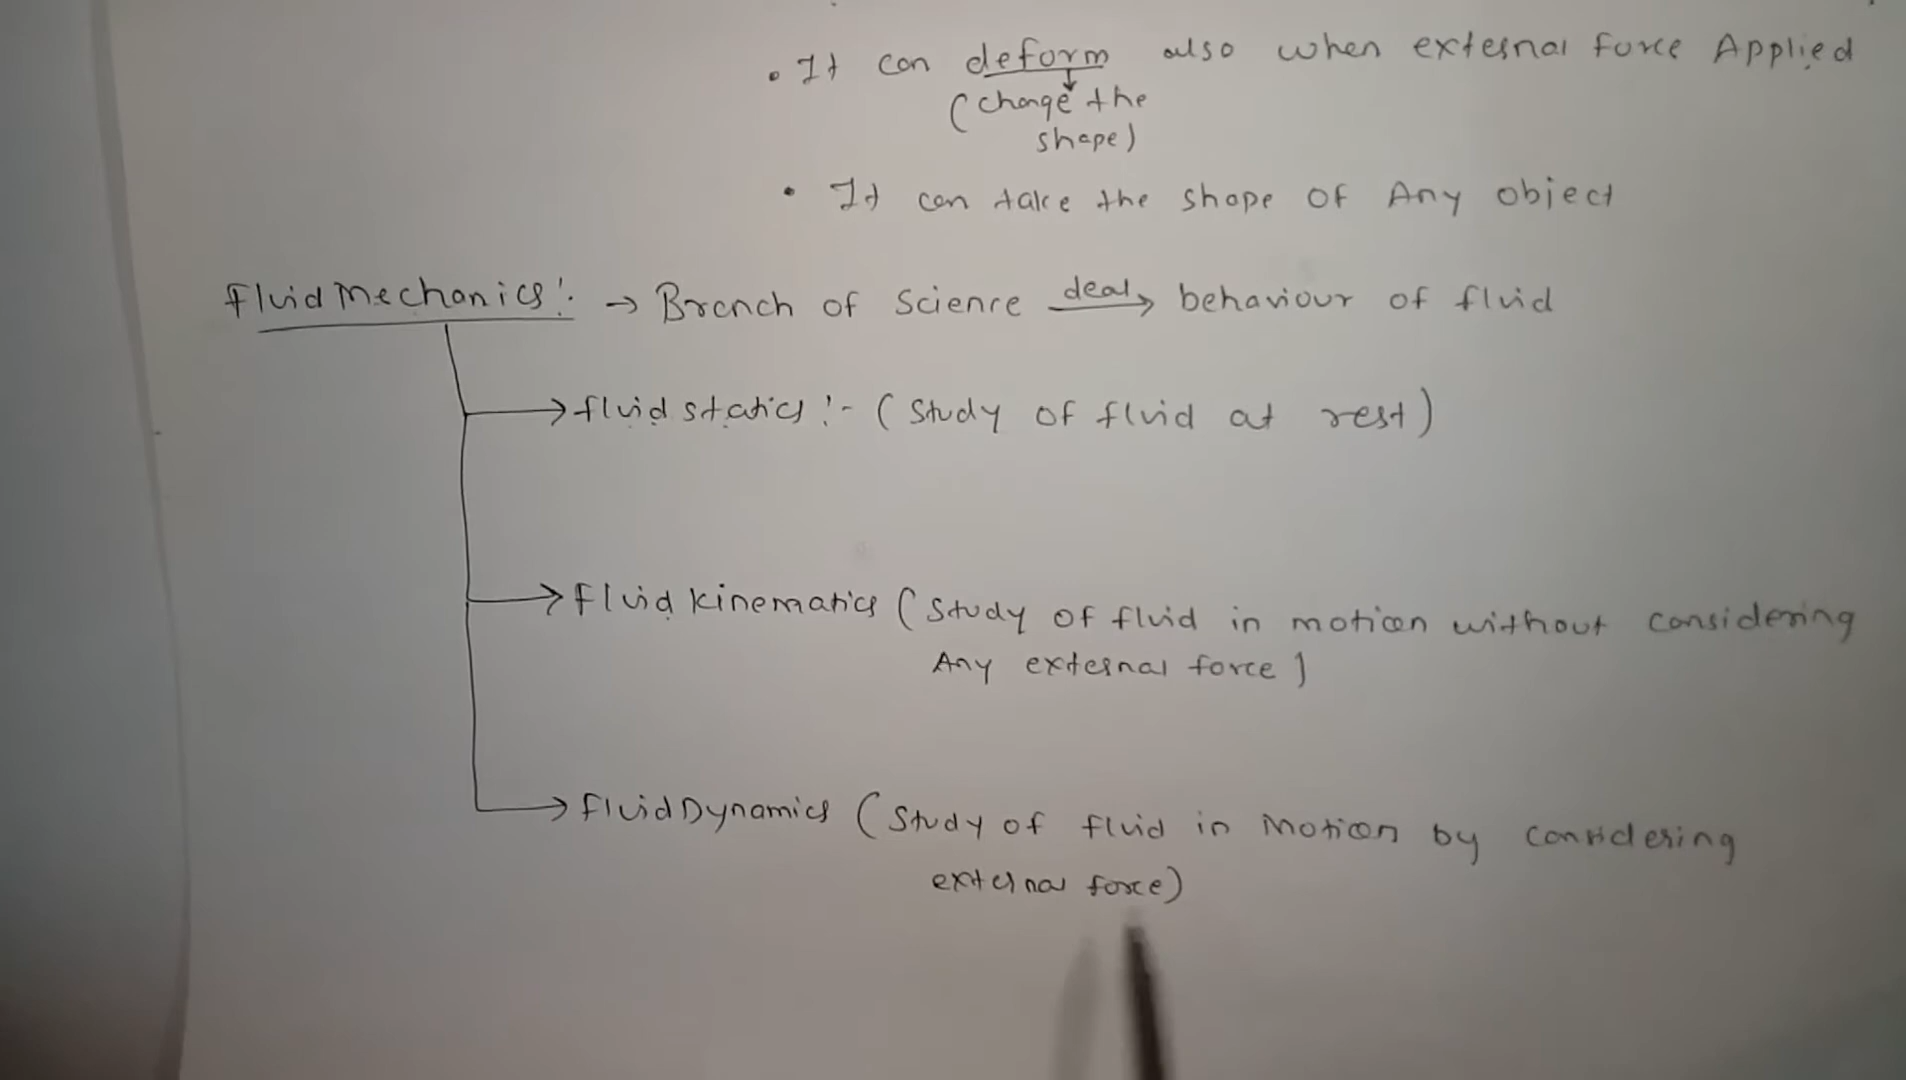 • It can deform also when external force Applied
(change the
shape)
• It can take the shape of Any object
Fluid Mechanics:- → Branch of Science deal behaviour of fluid
→ fluid statics :- (Study of fluid at rest)
→ Fluid Kinematics (Study of fluid in motion without considering
Any external force)
→ Fluid Dynamics (Study of fluid in Motion by considering
external force)